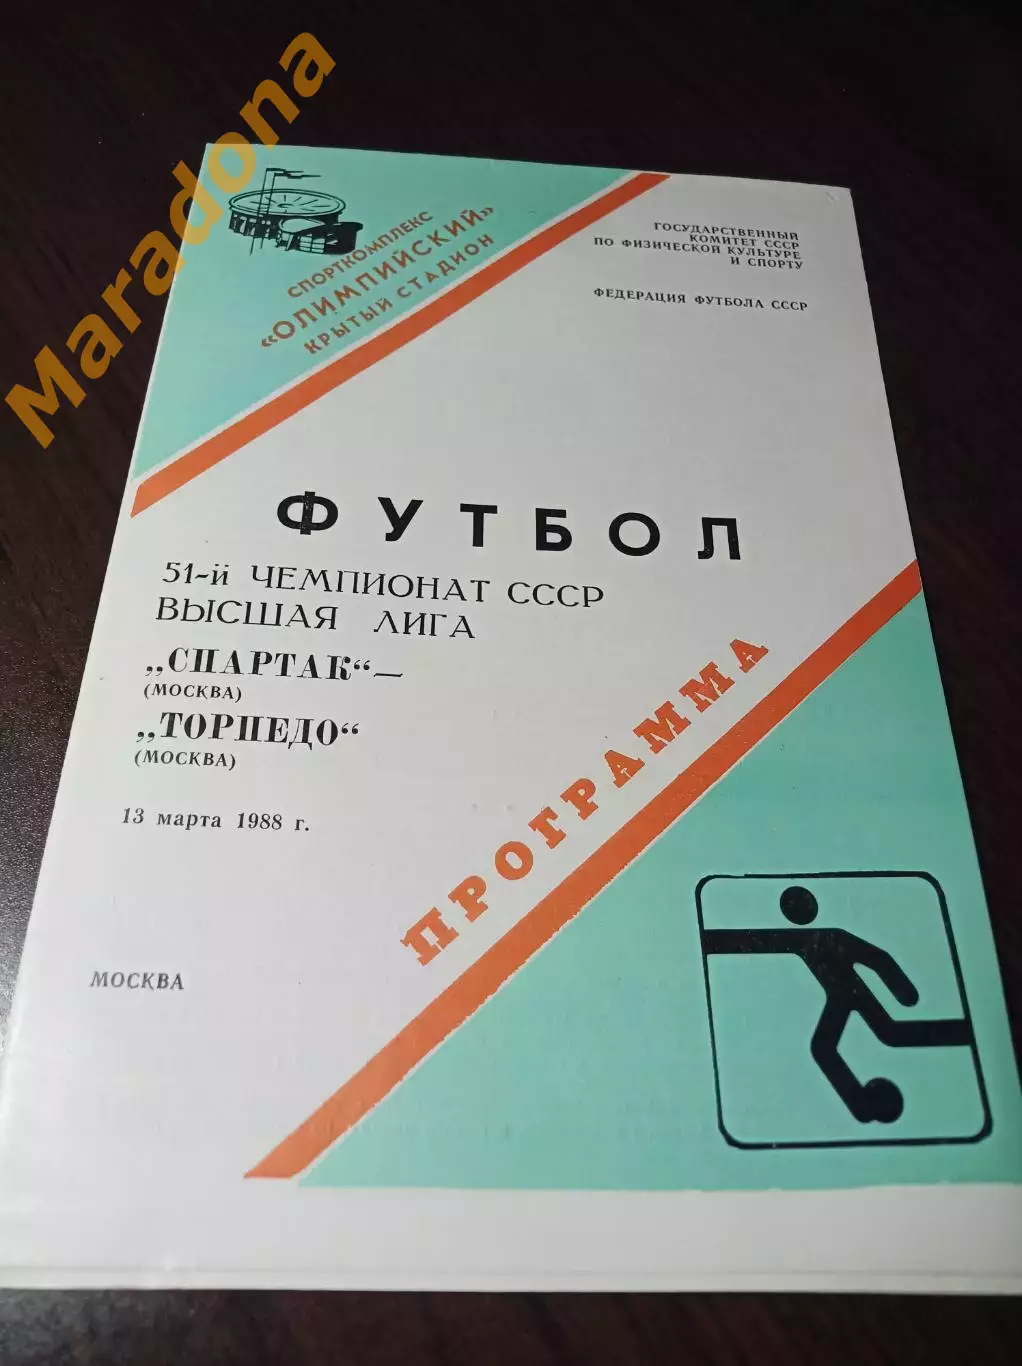 Maradona
СПОРТКОМПЛЕКС
«ОЛИМПИЙСКИЙ»
КРЫТЫЙ СТАДИОН
ГОСУДАРСТВЕННЫЙ
КОМИТЕТ СССР
ПО ФИЗИЧЕСКОЙ КУЛЬТУРЕ
И СПОРТУ
ФЕДЕРАЦИЯ ФУТБОЛА СССР
ФУТБОЛ
51-й ЧЕМПИОНАТ СССР
ВЫСШАЯ ЛИГА
„СПАРТАК“—
(МОСКВА)
„ТОРПЕДО“
(МОСКВА)
13 марта 1988 г.
ПРОГРАММА
МОСКВА